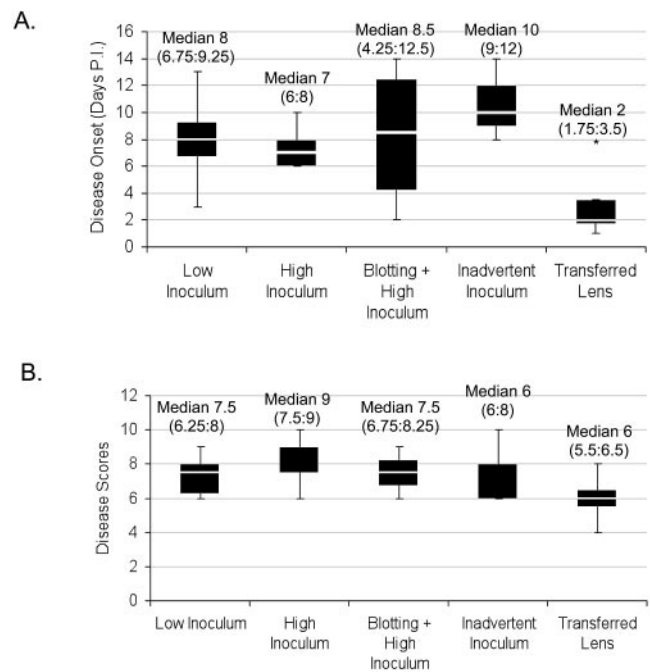 A.
Disease Onset (Days P.I.)
16
14
12
10
8
6
4
2
0
Median 8
(6.75:9.25)
Median 7
(6:8)
Median 8.5
(4.25:12.5)
Median 10
(9:12)
Median 2
(1.75:3.5)
*
Low
Inoculum
High
Inoculum
Blotting +
High
Inoculum
Inadvertent
Inoculum
Transferred
Lens
B.
Disease Scores
12
10
8
6
4
2
0
Median 7.5
(6.25:8)
Median 9
(7.5:9)
Median 7.5
(6.75:8.25)
Median 6
(6:8)
Median 6
(5.5:6.5)
Low Inoculum
High
Inoculum
Blotting +
High
Inoculum
Inadvertent
Inoculum
Transferred
Lens